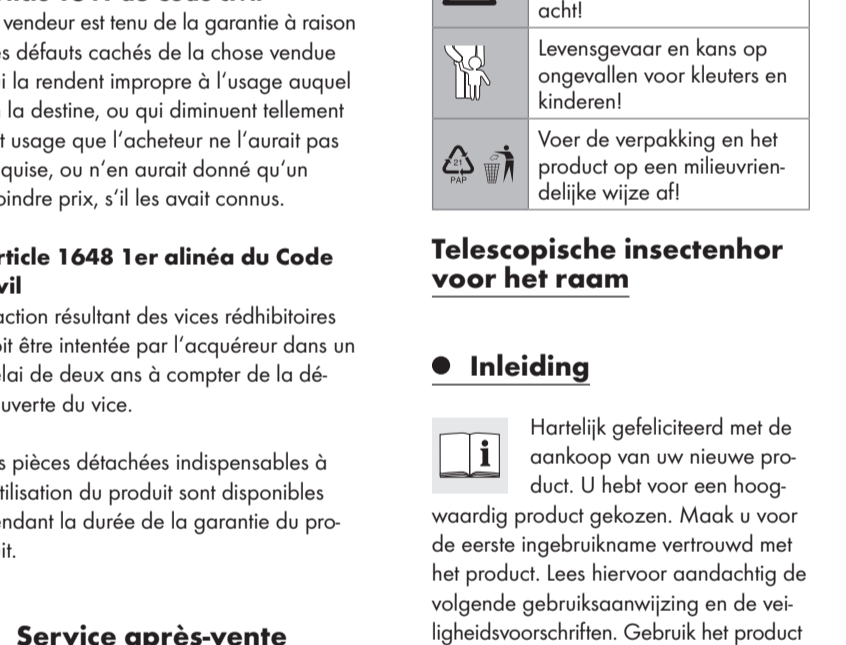 vendeur est tenu de la garantie à raison
s défauts cachés de la chose vendue
i la rendent impropre à l'usage auquel
la destine, ou qui diminuent tellement
t usage que l'acheteur ne l'aurait pas
quise, ou n'en aurait donné qu'un
oindre prix, s'il les avait connus.
rticle 1648 1er alinéa du Code
vil
action résultant des vices rédhibitoires
oit être intentée par l'acquéreur dans un
élai de deux ans à compter de la dé-
uverte du vice.
s pièces détachées indispensables à
utilisation du produit sont disponibles
endant la durée de la garantie du pro-
it.
Service après-vente
acht!
Levensgevaar en kans op
ongevallen voor kleuters en
kinderen!
21
PAP
Voer de verpakking en het
product op een milieuvrien-
delijke wijze af!
Telescopische insectenhor
voor het raam
● Inleiding
i
Hartelijk gefeliciteerd met de
aankoop van uw nieuwe pro-
duct. U hebt voor een hoog-
waardig product gekozen. Maak u voor
de eerste ingebruikname vertrouwd met
het product. Lees hiervoor aandachtig de
volgende gebruiksaanwijzing en de vei-
ligheidsvoorschriften. Gebruik het product